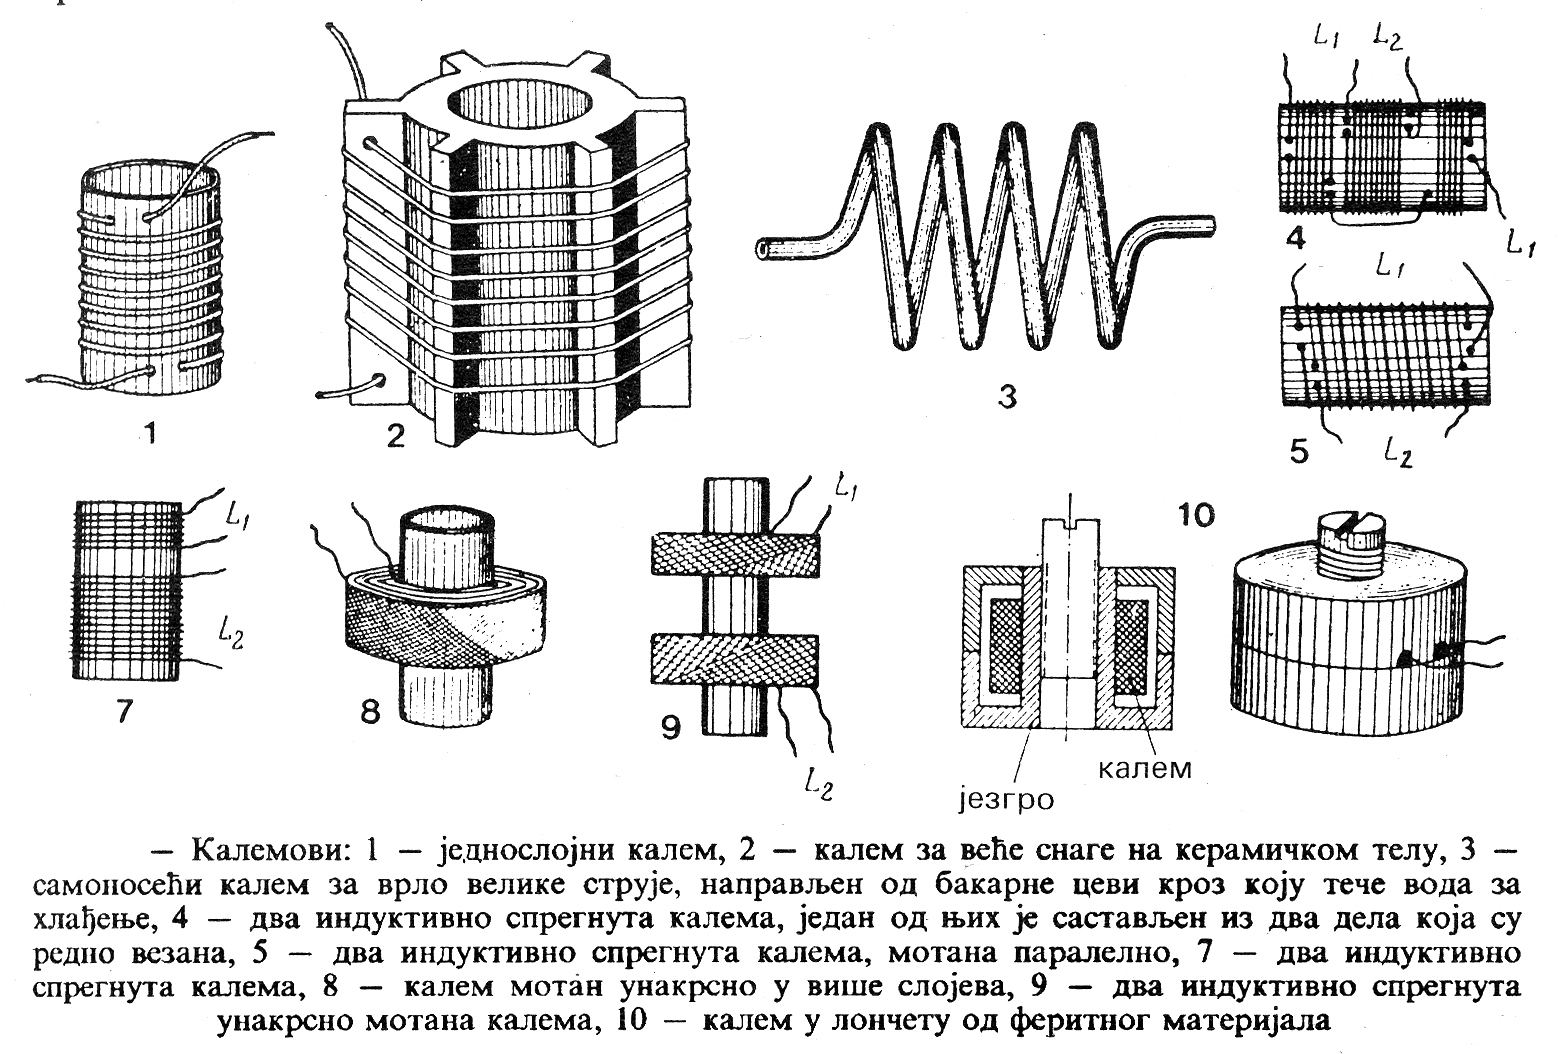 L1 L2
4
L1
L1
1
2
3
5
L2
L1
L2
7
8
L1
9
L2
10
калем
језгро
— Калемови: 1 — једнослојни калем, 2 — калем за веће снаге на керамичком телу, 3 —
самоносећи калем за врло велике струје, направљен од бакарне цеви кроз коју тече вода за
хлађење, 4 — два индуктивно спрегнута калема, један од њих је састављен из два дела која су
редно везана, 5 — два индуктивно спрегнута калема, мотана паралелно, 7 — два индуктивно
спрегнута калема, 8 — калем мотан унакрсно у више слојева, 9 — два индуктивно спрегнута
унакрсно мотана калема, 10 — калем у лончету од феритног материјала